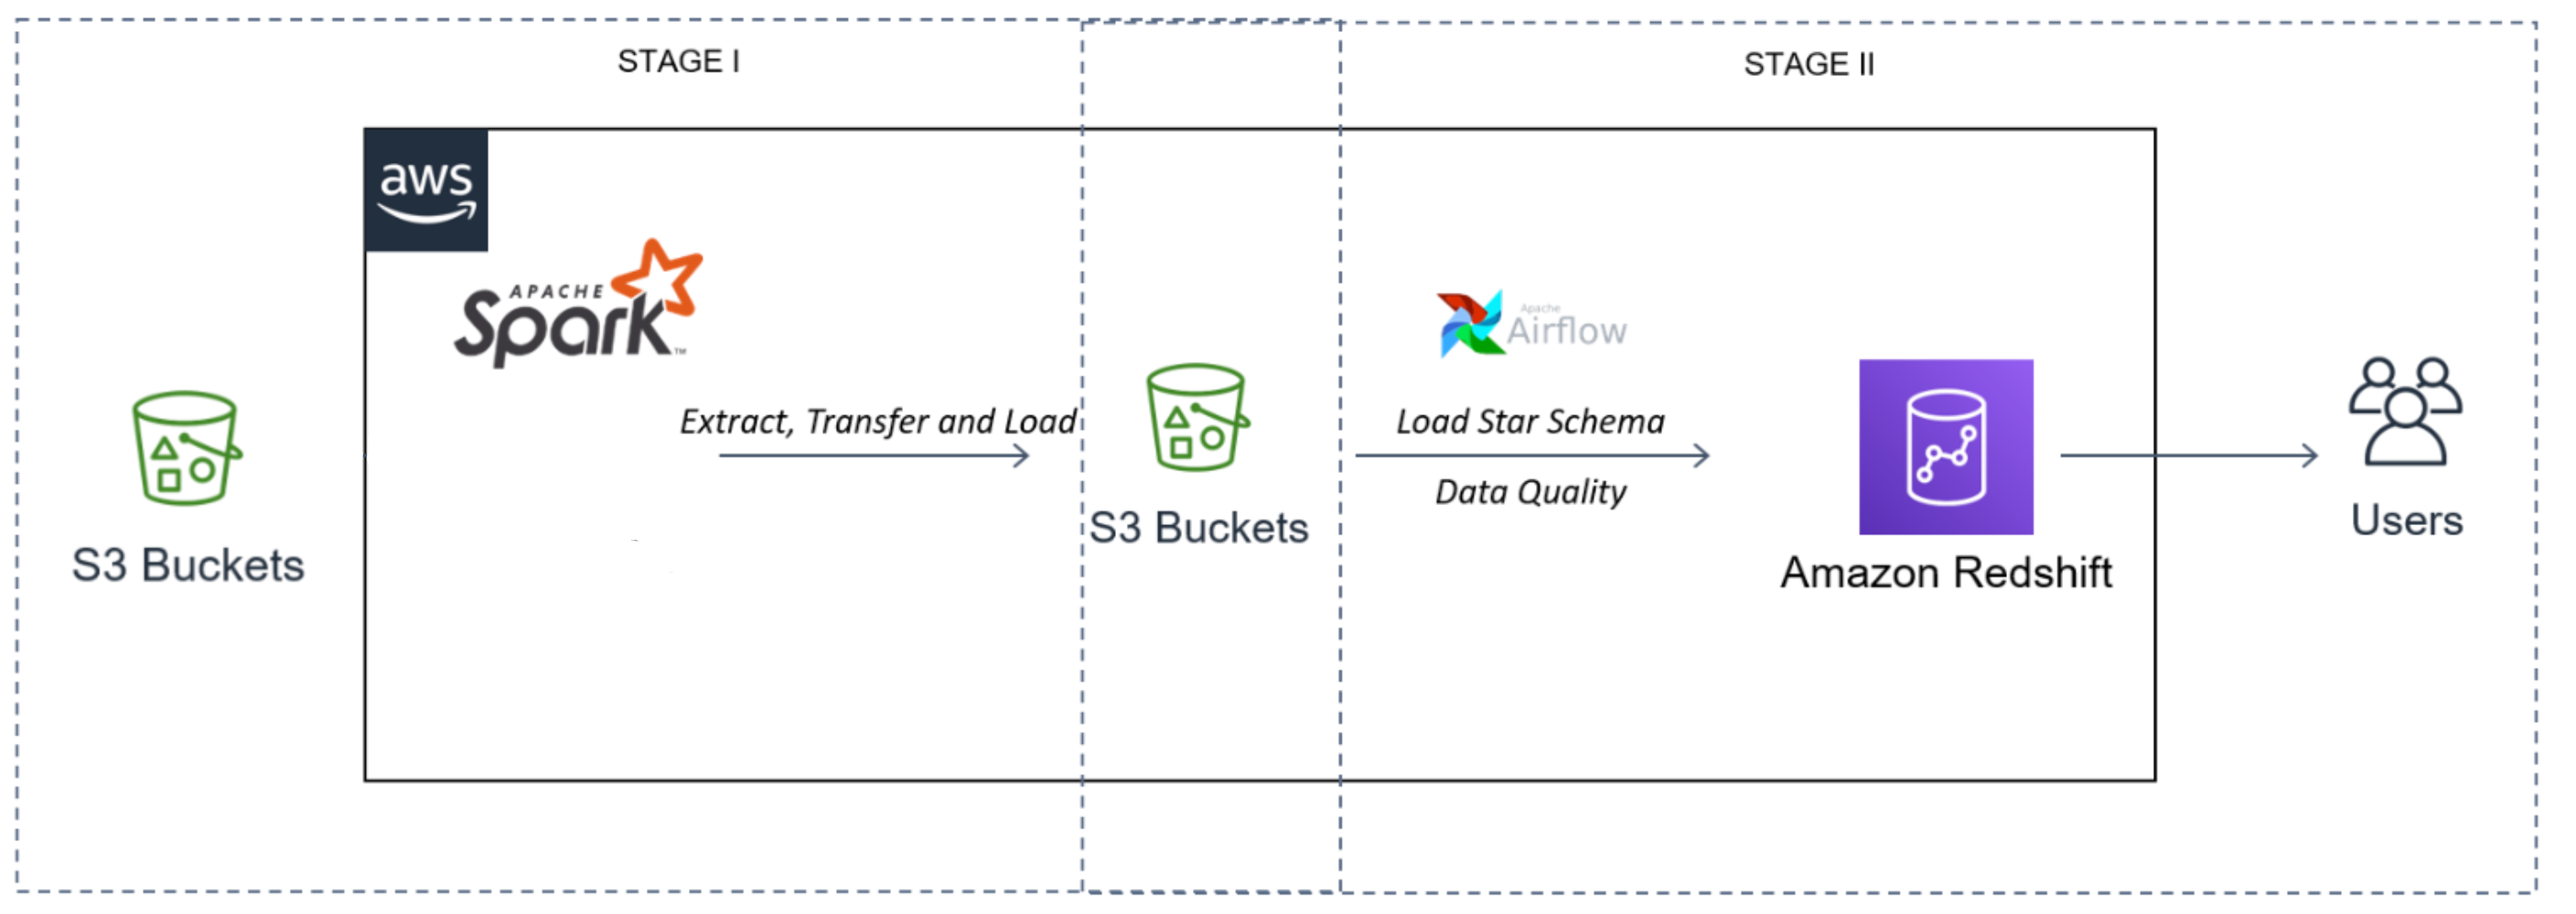 STAGE I
STAGE II
aws
APACHE
Spark™
Apache
Airflow
Extract, Transfer and Load
Load Star Schema
Data Quality
S3 Buckets
S3 Buckets
Amazon Redshift
Users